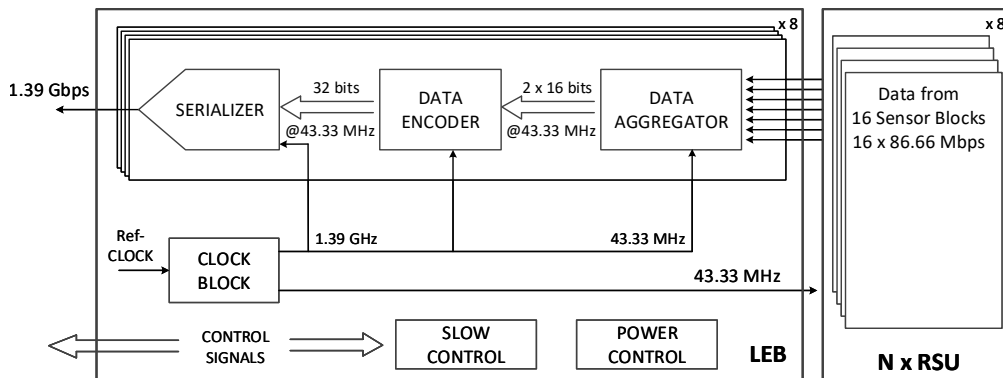 x 8
x 8
1.39 Gbps
SERIALIZER
32 bits
@43.33 MHz
DATA
ENCODER
2 x 16 bits
@43.33 MHz
DATA
AGGREGATOR
Data from
16 Sensor Blocks
16 x 86.66 Mbps
Ref-
CLOCK
CLOCK
BLOCK
1.39 GHz
43.33 MHz
43.33 MHz
CONTROL
SIGNALS
SLOW
CONTROL
POWER
CONTROL
LEB
N x RSU